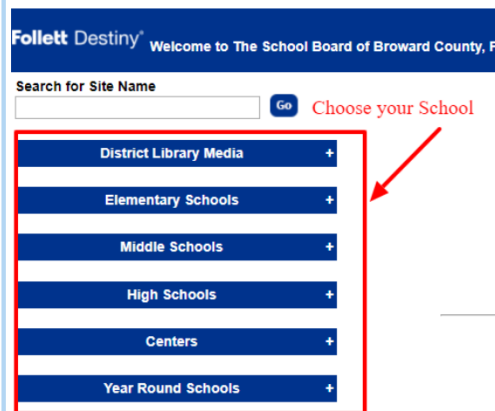 Follett Destiny® Welcome to The School Board of Broward County,
Search for Site Name
Go Choose your School
District Library Media +
Elementary Schools +
Middle Schools +
High Schools +
Centers +
Year Round Schools +